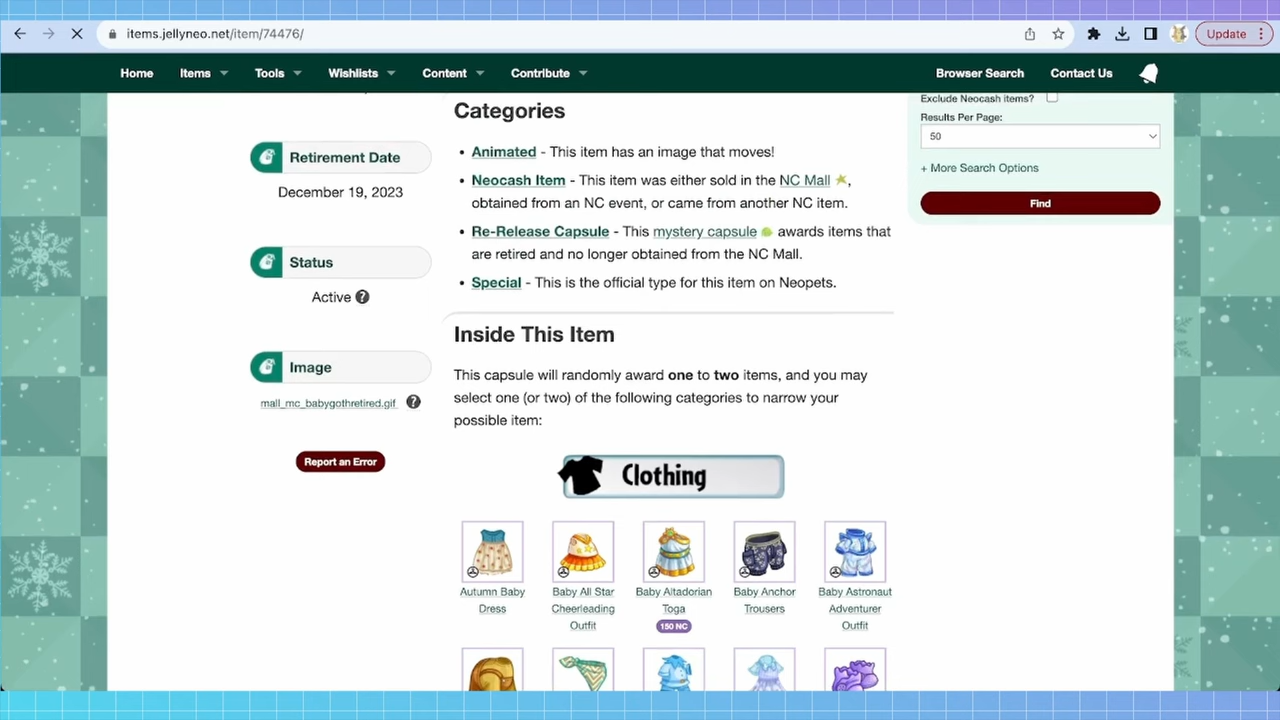 items.jellyneo.net/item/74476/
Update
Home Items Tools Wishlists Content Contribute Browser Search Contact Us
Categories
Retirement Date
December 19, 2023
Status
Active ?
Image
mall_mc_babygothretired.gif ?
Report an Error
• Animated - This item has an image that moves!
• Neocash Item - This item was either sold in the NC Mall ,
obtained from an NC event, or came from another NC item.
• Re-Release Capsule - This mystery capsule awards items that
are retired and no longer obtained from the NC Mall.
• Special - This is the official type for this item on Neopets.
Inside This Item
This capsule will randomly award one to two items, and you may
select one (or two) of the following categories to narrow your
possible item:
Clothing
Autumn Baby
Dress
Baby All Star
Cheerleading
Outfit
Baby Altadorian
Toga
150 NC
Baby Anchor
Trousers
Baby Astronaut
Adventurer
Outfit
Exclude Neocash items?
Results Per Page:
50
+ More Search Options
Find